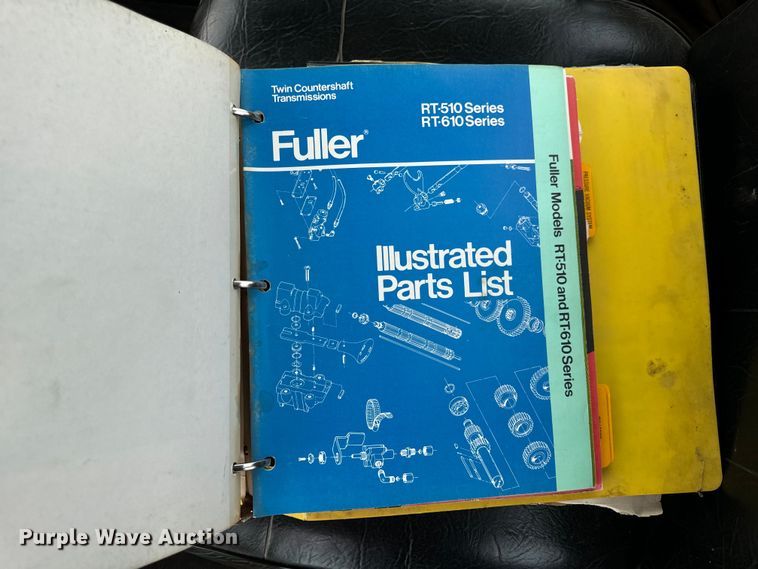 Twin Countershaft
Transmissions
RT-510 Series
RT-610 Series
Fuller®
Illustrated
Parts List
Fuller Models RT-510 and RT-610 Series
Purple Wave Auction